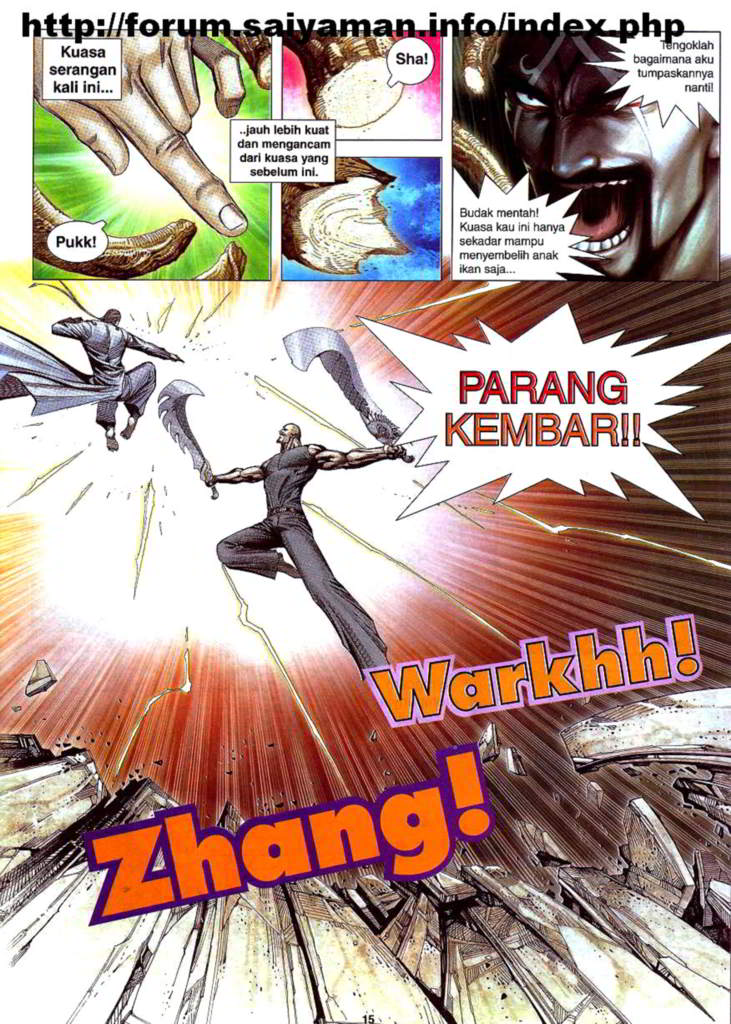 http://forum.saiyaman.info/index.php
Kuasa
serangan
kali ini...
Sha!
Tengoklah
bagaimana aku
tumpaskannya
nanti!
..jauh lebih kuat
dan mengancam
dari kuasa yang
sebelum ini.
Pukk!
Budak mentah!
Kuasa kau ini hanya
sekadar mampu
menyembelih anak
ikan saja...
PARANG
KEMBAR!!
Warkhh!
Zhang!
15